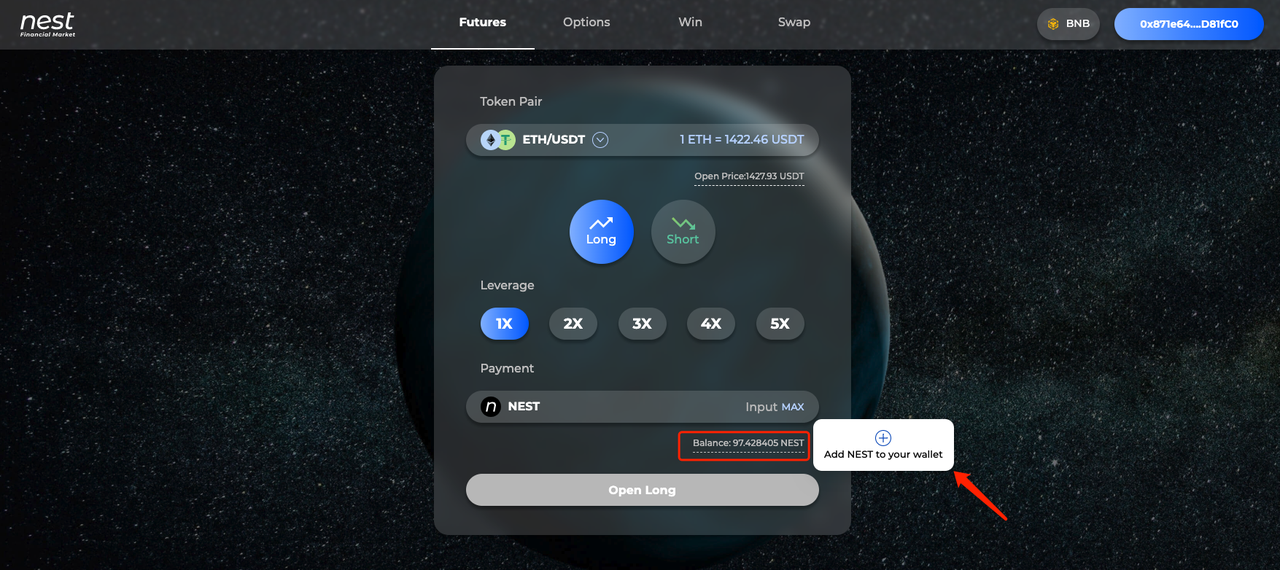 nest
Financial Market
Futures
Options
Win
Swap
BNB
0x871e64....D81fC0
Token Pair
ETH/USDT
1 ETH = 1422.46 USDT
Open Price:1427.93 USDT
Long
Short
Leverage
1X
2X
3X
4X
5X
Payment
n
NEST
Input MAX
Balance: 97.428405 NEST
Add NEST to your wallet
Open Long